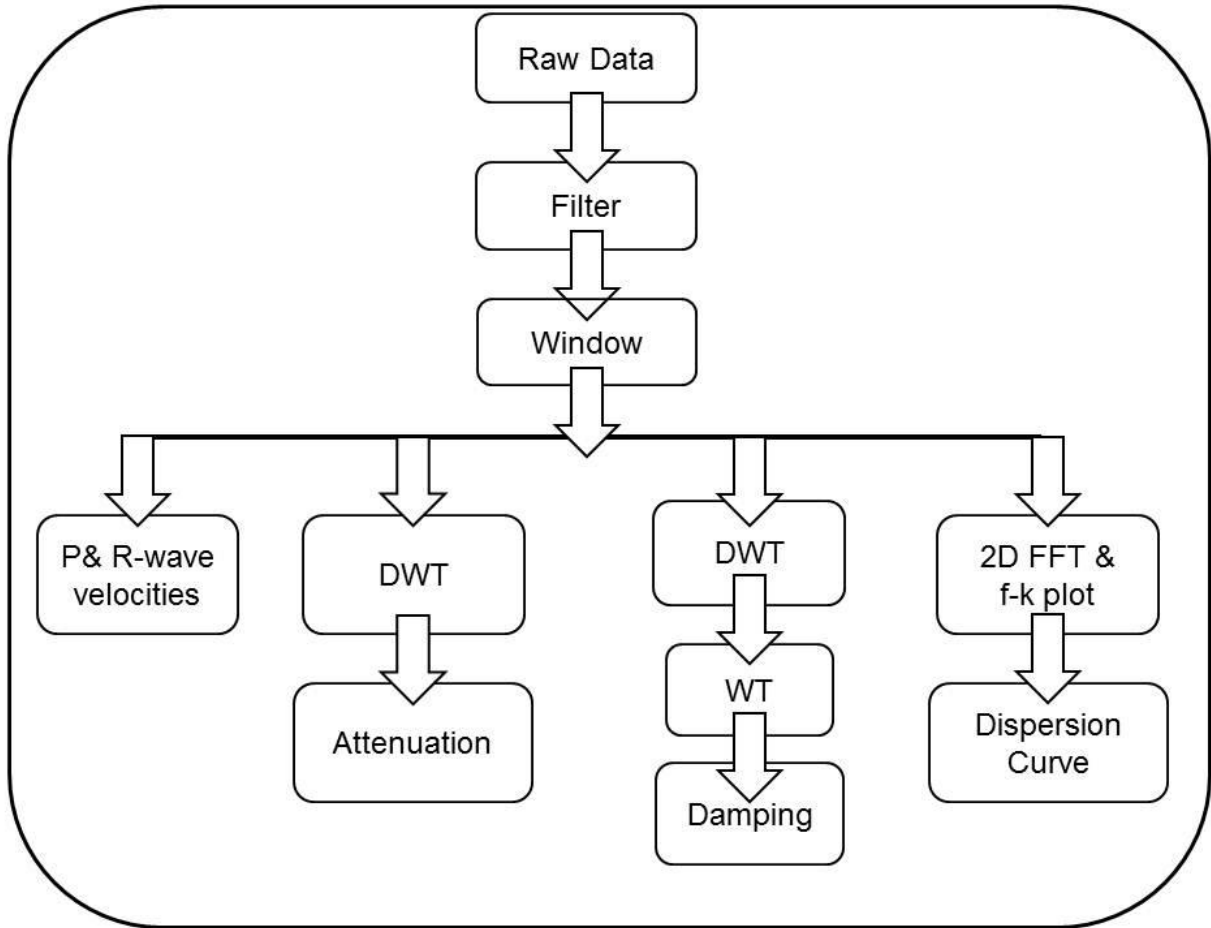 Raw Data
Filter
Window
P& R-wave
velocities
DWT
Attenuation
DWT
WT
Damping
2D FFT &
f-k plot
Dispersion
Curve